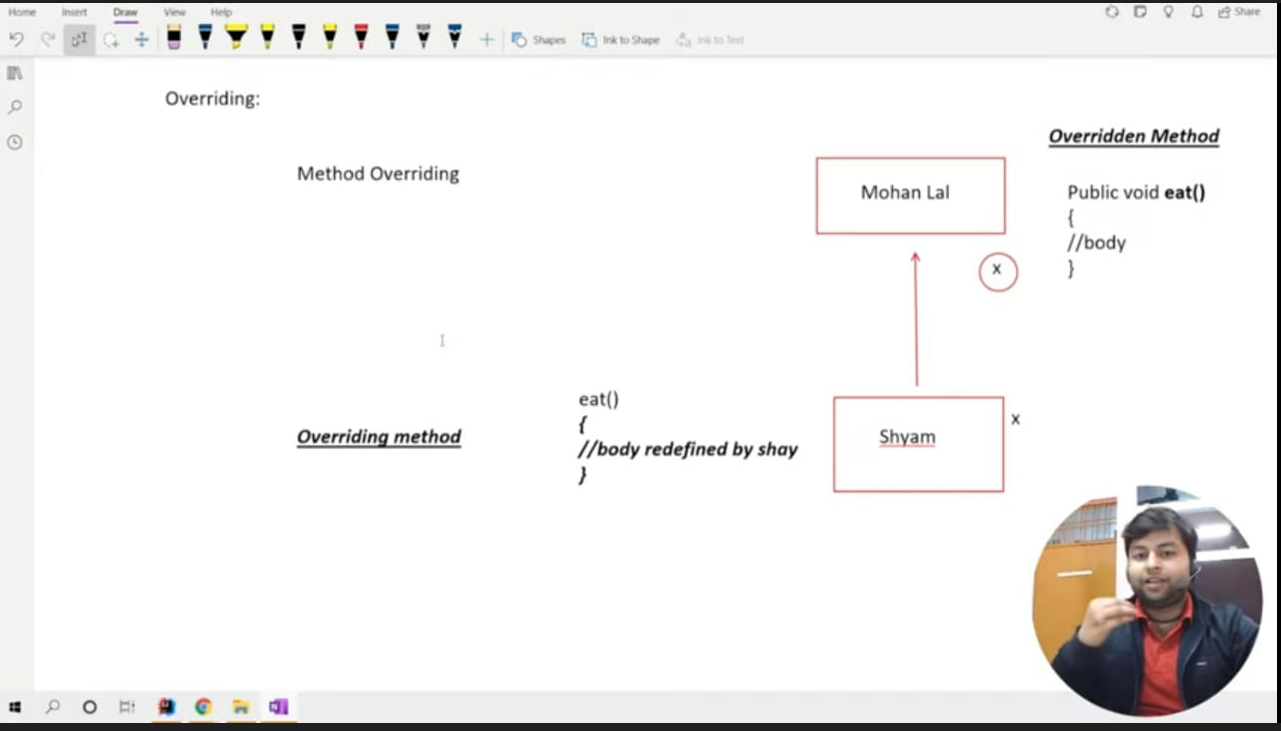 Home Insert Draw View Help
Share
Shapes Ink to Shape Ink to Text
Overriding:
Overridden Method
Method Overriding
Mohan Lal
Public void eat()
{
//body
}
x
eat()
{
//body redefined by shay
}
Overriding method
Shyam
x